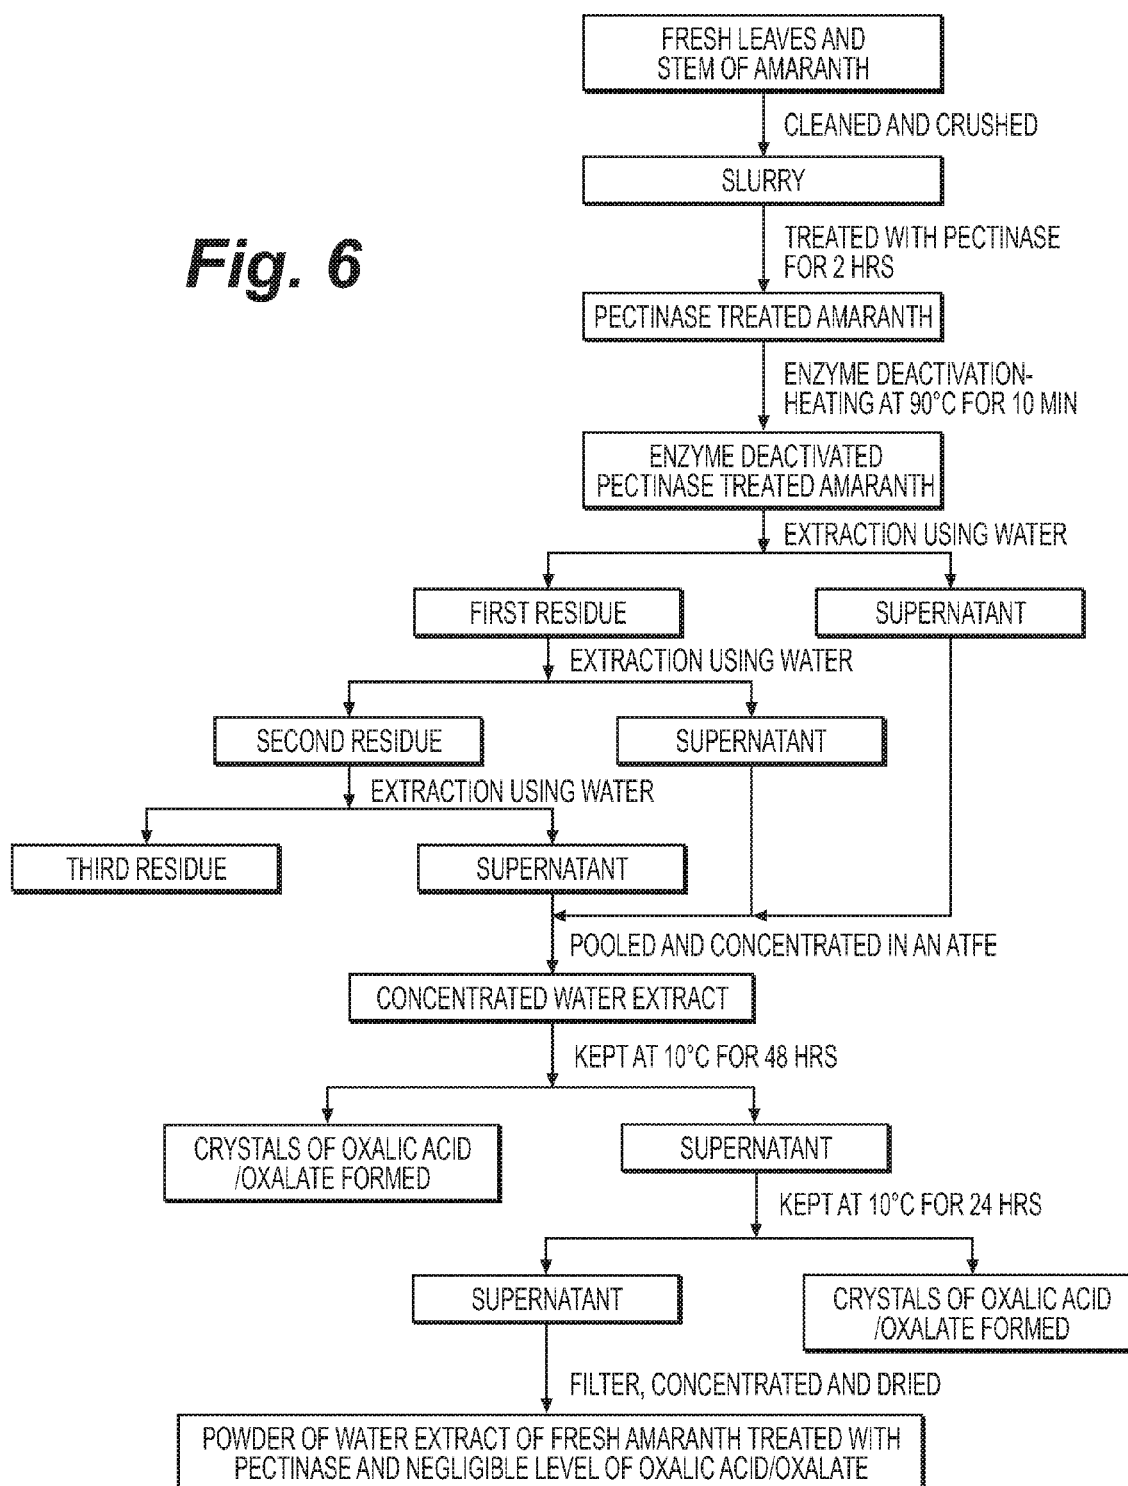 FRESH LEAVES AND
STEM OF AMARANTH
CLEANED AND CRUSHED
SLURRY
Fig. 6
TREATED WITH PECTINASE
FOR 2 HRS
PECTINASE TREATED AMARANTH
ENZYME DEACTIVATION-
HEATING AT 90°C FOR 10 MIN
ENZYME DEACTIVATED
PECTINASE TREATED AMARANTH
EXTRACTION USING WATER
FIRST RESIDUE
SUPERNATANT
EXTRACTION USING WATER
SECOND RESIDUE
SUPERNATANT
EXTRACTION USING WATER
THIRD RESIDUE
SUPERNATANT
POOLED AND CONCENTRATED IN AN ATFE
CONCENTRATED WATER EXTRACT
KEPT AT 10°C FOR 48 HRS
CRYSTALS OF OXALIC ACID
/OXALATE FORMED
SUPERNATANT
KEPT AT 10°C FOR 24 HRS
SUPERNATANT
CRYSTALS OF OXALIC ACID
/OXALATE FORMED
FILTER, CONCENTRATED AND DRIED
POWDER OF WATER EXTRACT OF FRESH AMARANTH TREATED WITH
PECTINASE AND NEGLIGIBLE LEVEL OF OXALIC ACID/OXALATE